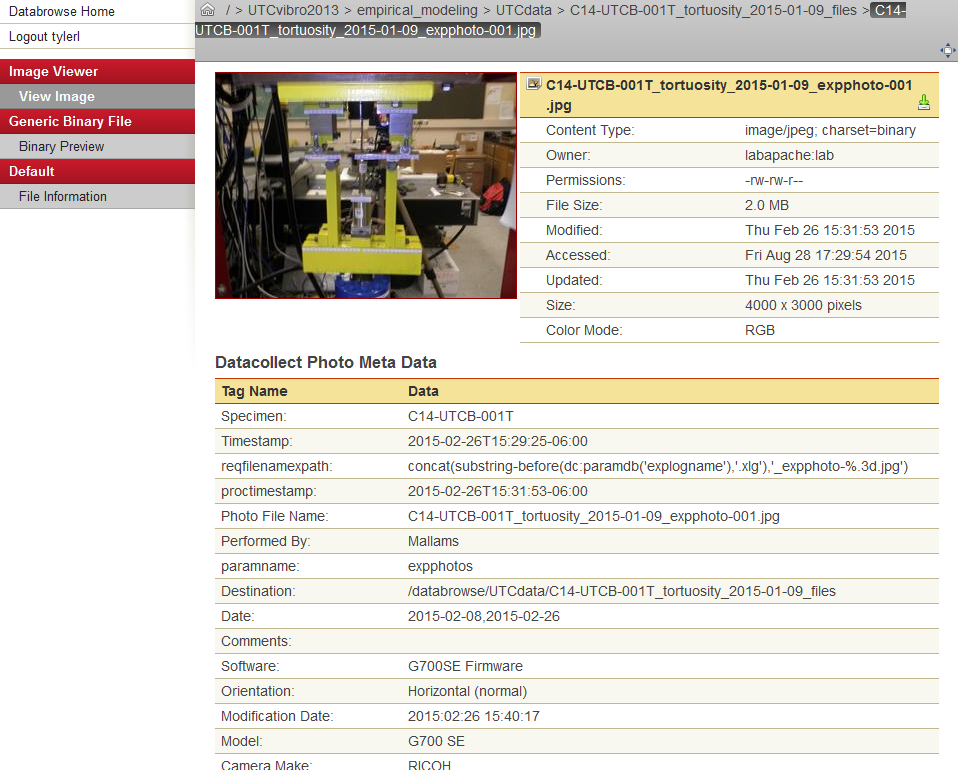 Databrowse Home
Logout tylerl
Image Viewer
View Image
Generic Binary File
Binary Preview
Default
File Information
/ > UTCvibro2013 > empirical_modeling > UTCdata > C14-UTCB-001T_tortuosity_2015-01-09_files > C14-
UTCB-001T_tortuosity_2015-01-09_expphoto-001.jpg
C14-UTCB-001T_tortuosity_2015-01-09_expphoto-001
.jpg
Content Type: image/jpeg; charset=binary
Owner: labapache:lab
Permissions: -rw-rw-r--
File Size: 2.0 MB
Modified: Thu Feb 26 15:31:53 2015
Accessed: Fri Aug 28 17:29:54 2015
Updated: Thu Feb 26 15:31:53 2015
Size: 4000 x 3000 pixels
Color Mode: RGB
Datacollect Photo Meta Data
Tag Name Data
Specimen: C14-UTCB-001T
Timestamp: 2015-02-26T15:29:25-06:00
reqfilenamexpath: concat(substring-before(dc:paramdb('explogname'),'.xlg'),'_expphoto-%.3d.jpg')
proctimestamp: 2015-02-26T15:31:53-06:00
Photo File Name: C14-UTCB-001T_tortuosity_2015-01-09_expphoto-001.jpg
Performed By: Mallams
paramname: expphotos
Destination: /databrowse/UTCdata/C14-UTCB-001T_tortuosity_2015-01-09_files
Date: 2015-02-08,2015-02-26
Comments:
Software: G700SE Firmware
Orientation: Horizontal (normal)
Modification Date: 2015:02:26 15:40:17
Model: G700 SE
Camera Make: RICOH